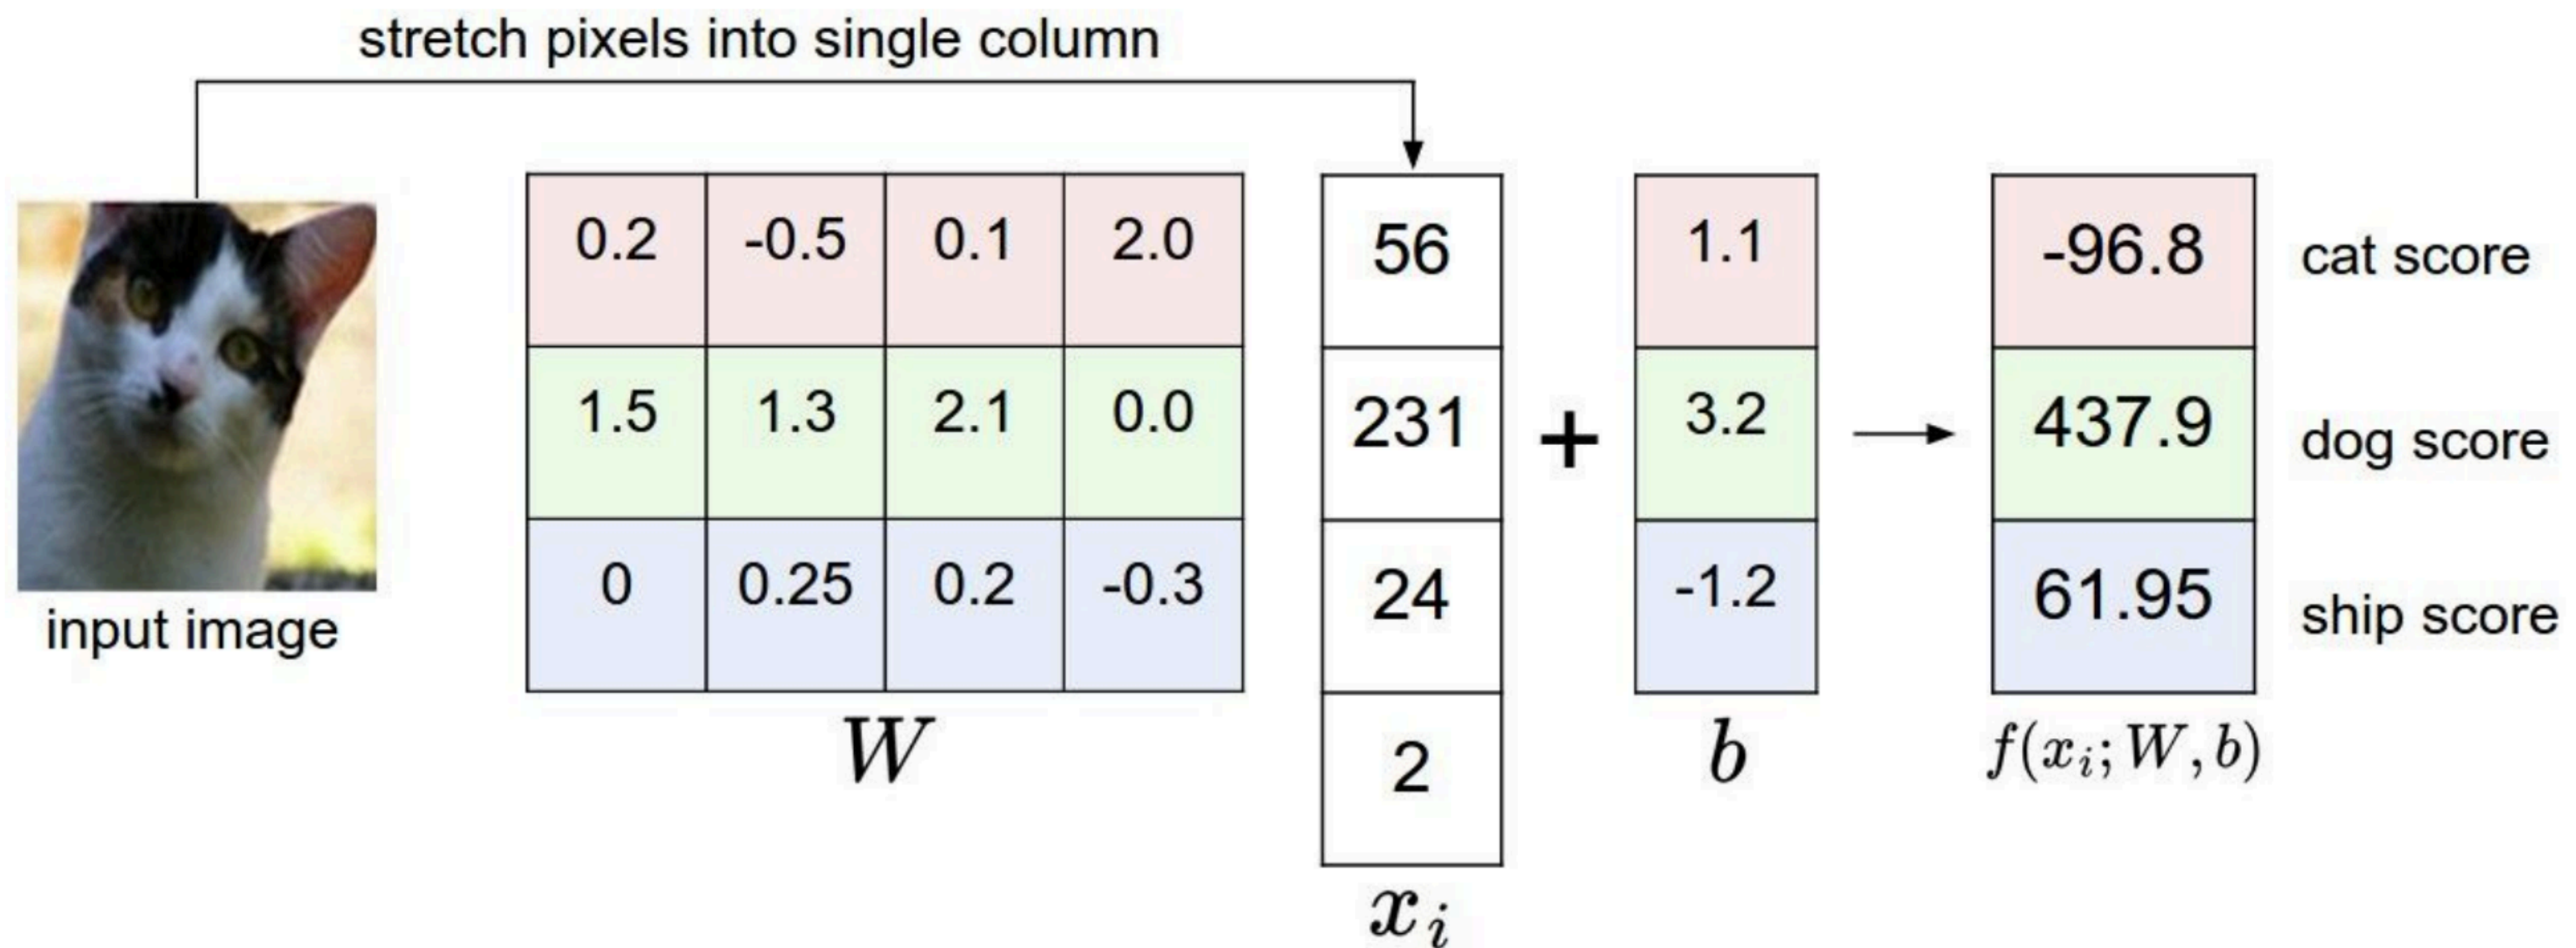 stretch pixels into single column
input image
0.2 -0.5 0.1 2.0
1.5 1.3 2.1 0.0
0 0.25 0.2 -0.3
W
56
231
24
2
x_i
+
1.1
3.2
-1.2
b
-96.8 cat score
437.9 dog score
61.95 ship score
f(x_i; W, b)